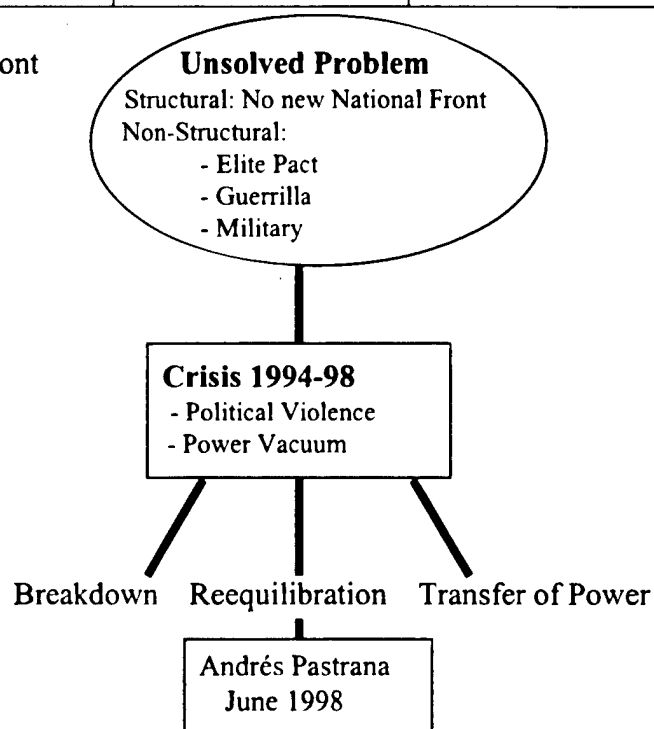 ont
Unsolved Problem
Structural: No new National Front
Non-Structural:
- Elite Pact
- Guerrilla
- Military
Crisis 1994-98
- Political Violence
- Power Vacuum
Breakdown Reequilibration Transfer of Power
Andrés Pastrana
June 1998